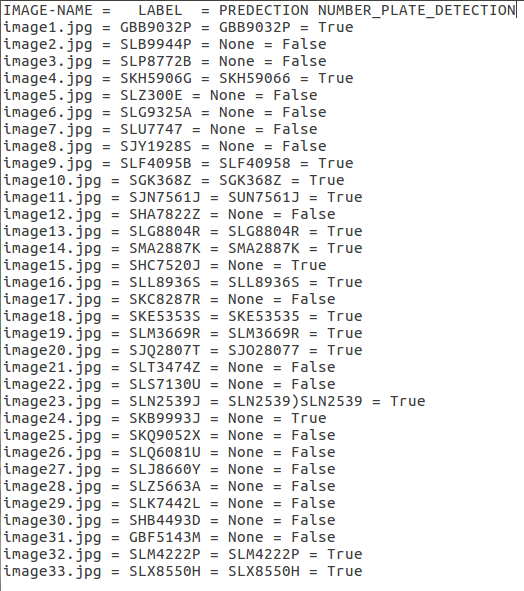 IMAGE-NAME =   LABEL  = PREDECTION NUMBER_PLATE_DETECTION
image1.jpg = GBB9032P = GBB9032P = True
image2.jpg = SLB9944P = None = False
image3.jpg = SLP8772B = None = False
image4.jpg = SKH5906G = SKH59066 = True
image5.jpg = SLZ300E = None = False
image6.jpg = SLG9325A = None = False
image7.jpg = SLU7747 = None = False
image8.jpg = SJY1928S = None = False
image9.jpg = SLF4095B = SLF40958 = True
image10.jpg = SGK368Z = SGK368Z = True
image11.jpg = SJN7561J = SUN7561J = True
image12.jpg = SHA7822Z = None = False
image13.jpg = SLG8804R = SLG8804R = True
image14.jpg = SMA2887K = SMA2887K = True
image15.jpg = SHC7520J = None = True
image16.jpg = SLL8936S = SLL8936S = True
image17.jpg = SKC8287R = None = False
image18.jpg = SKE5353S = SKE53535 = True
image19.jpg = SLM3669R = SLM3669R = True
image20.jpg = SJQ2807T = SJO28077 = True
image21.jpg = SLT3474Z = None = False
image22.jpg = SLS7130U = None = False
image23.jpg = SLN2539J = SLN2539)SLN2539 = True
image24.jpg = SKB9993J = None = True
image25.jpg = SKQ9052X = None = False
image26.jpg = SLQ6081U = None = False
image27.jpg = SLJ8660Y = None = False
image28.jpg = SLZ5663A = None = False
image29.jpg = SLK7442L = None = False
image30.jpg = SHB4493D = None = False
image31.jpg = GBF5143M = None = False
image32.jpg = SLM4222P = SLM4222P = True
image33.jpg = SLX8550H = SLX8550H = True